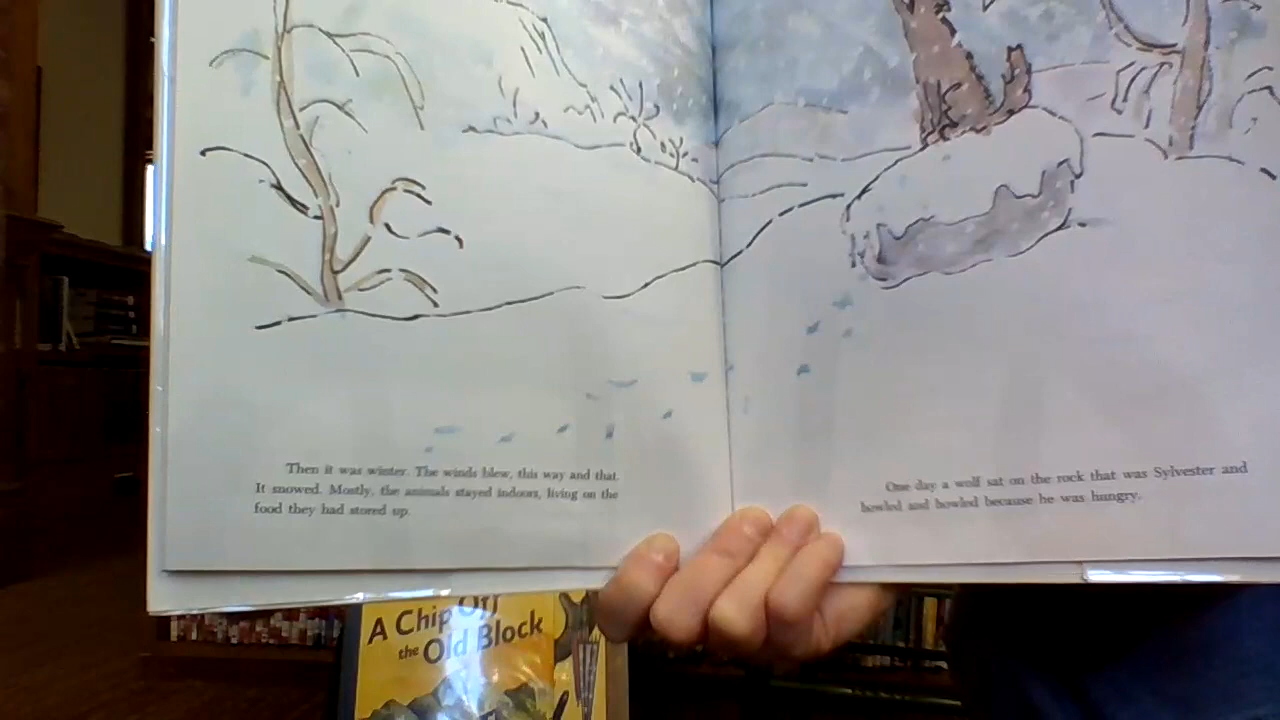 Then it was winter. The winds blew, this way and that.
It snowed. Mostly, the animals stayed indoors, living on the
food they had stored up.
One day a wolf sat on the rock that was Sylvester and
howled and howled because he was hungry.
A Chip Off
the Old Block